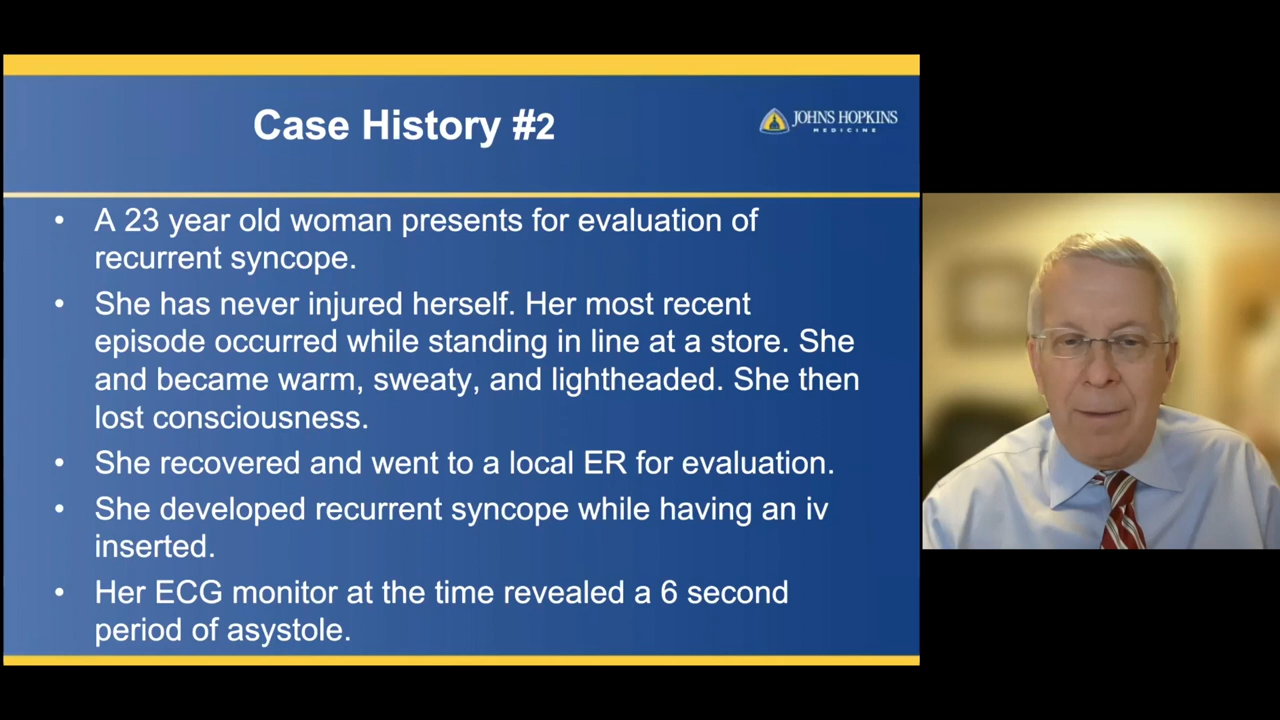 Case History #2
JOHNS HOPKINS
MEDICINE
• A 23 year old woman presents for evaluation of
recurrent syncope.
• She has never injured herself. Her most recent
episode occurred while standing in line at a store. She
and became warm, sweaty, and lightheaded. She then
lost consciousness.
• She recovered and went to a local ER for evaluation.
• She developed recurrent syncope while having an iv
inserted.
• Her ECG monitor at the time revealed a 6 second
period of asystole.